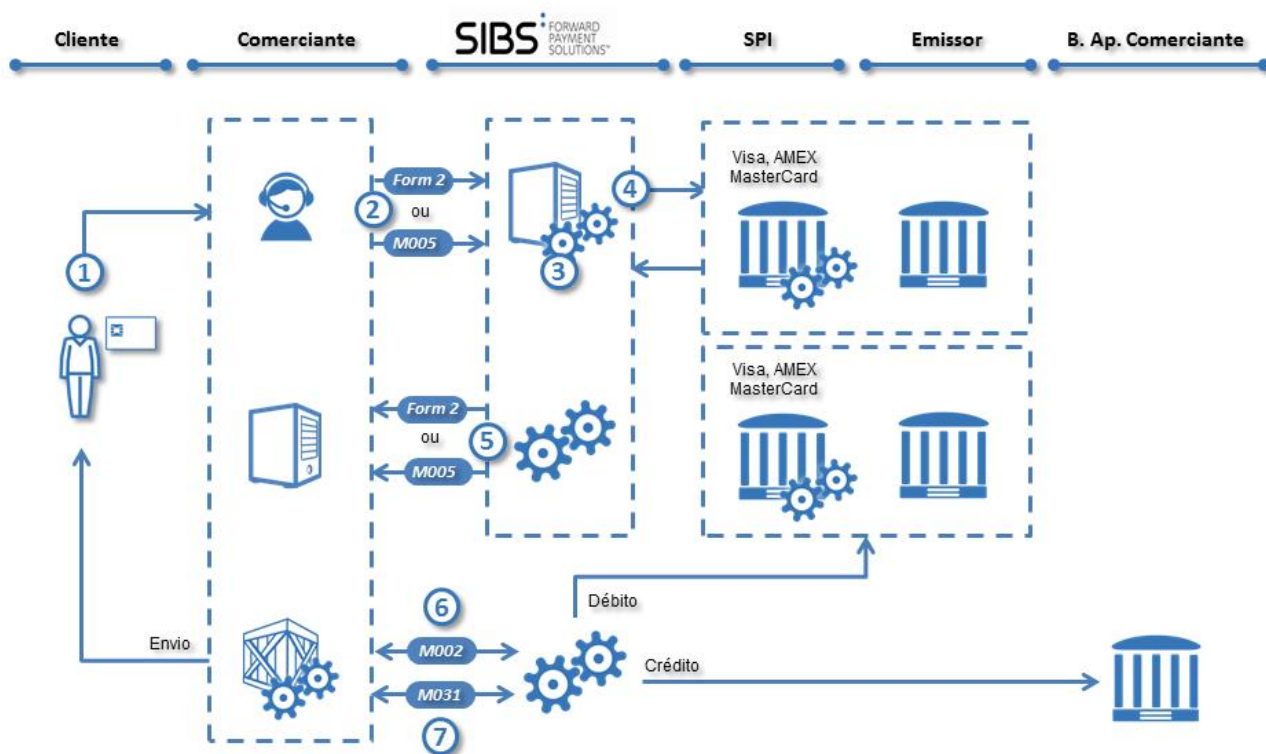 Cliente
Comerciante
SIBS FORWARD
PAYMENT
SOLUTIONS™
SPI
Emissor
B. Ap. Comerciante
Visa, AMEX
MasterCard
Form 2
4
2
ou
M005
3
1
Visa, AMEX
MasterCard
Form 2
ou
5
M005
6
Débito
Envio
M002
Crédito
M031
7